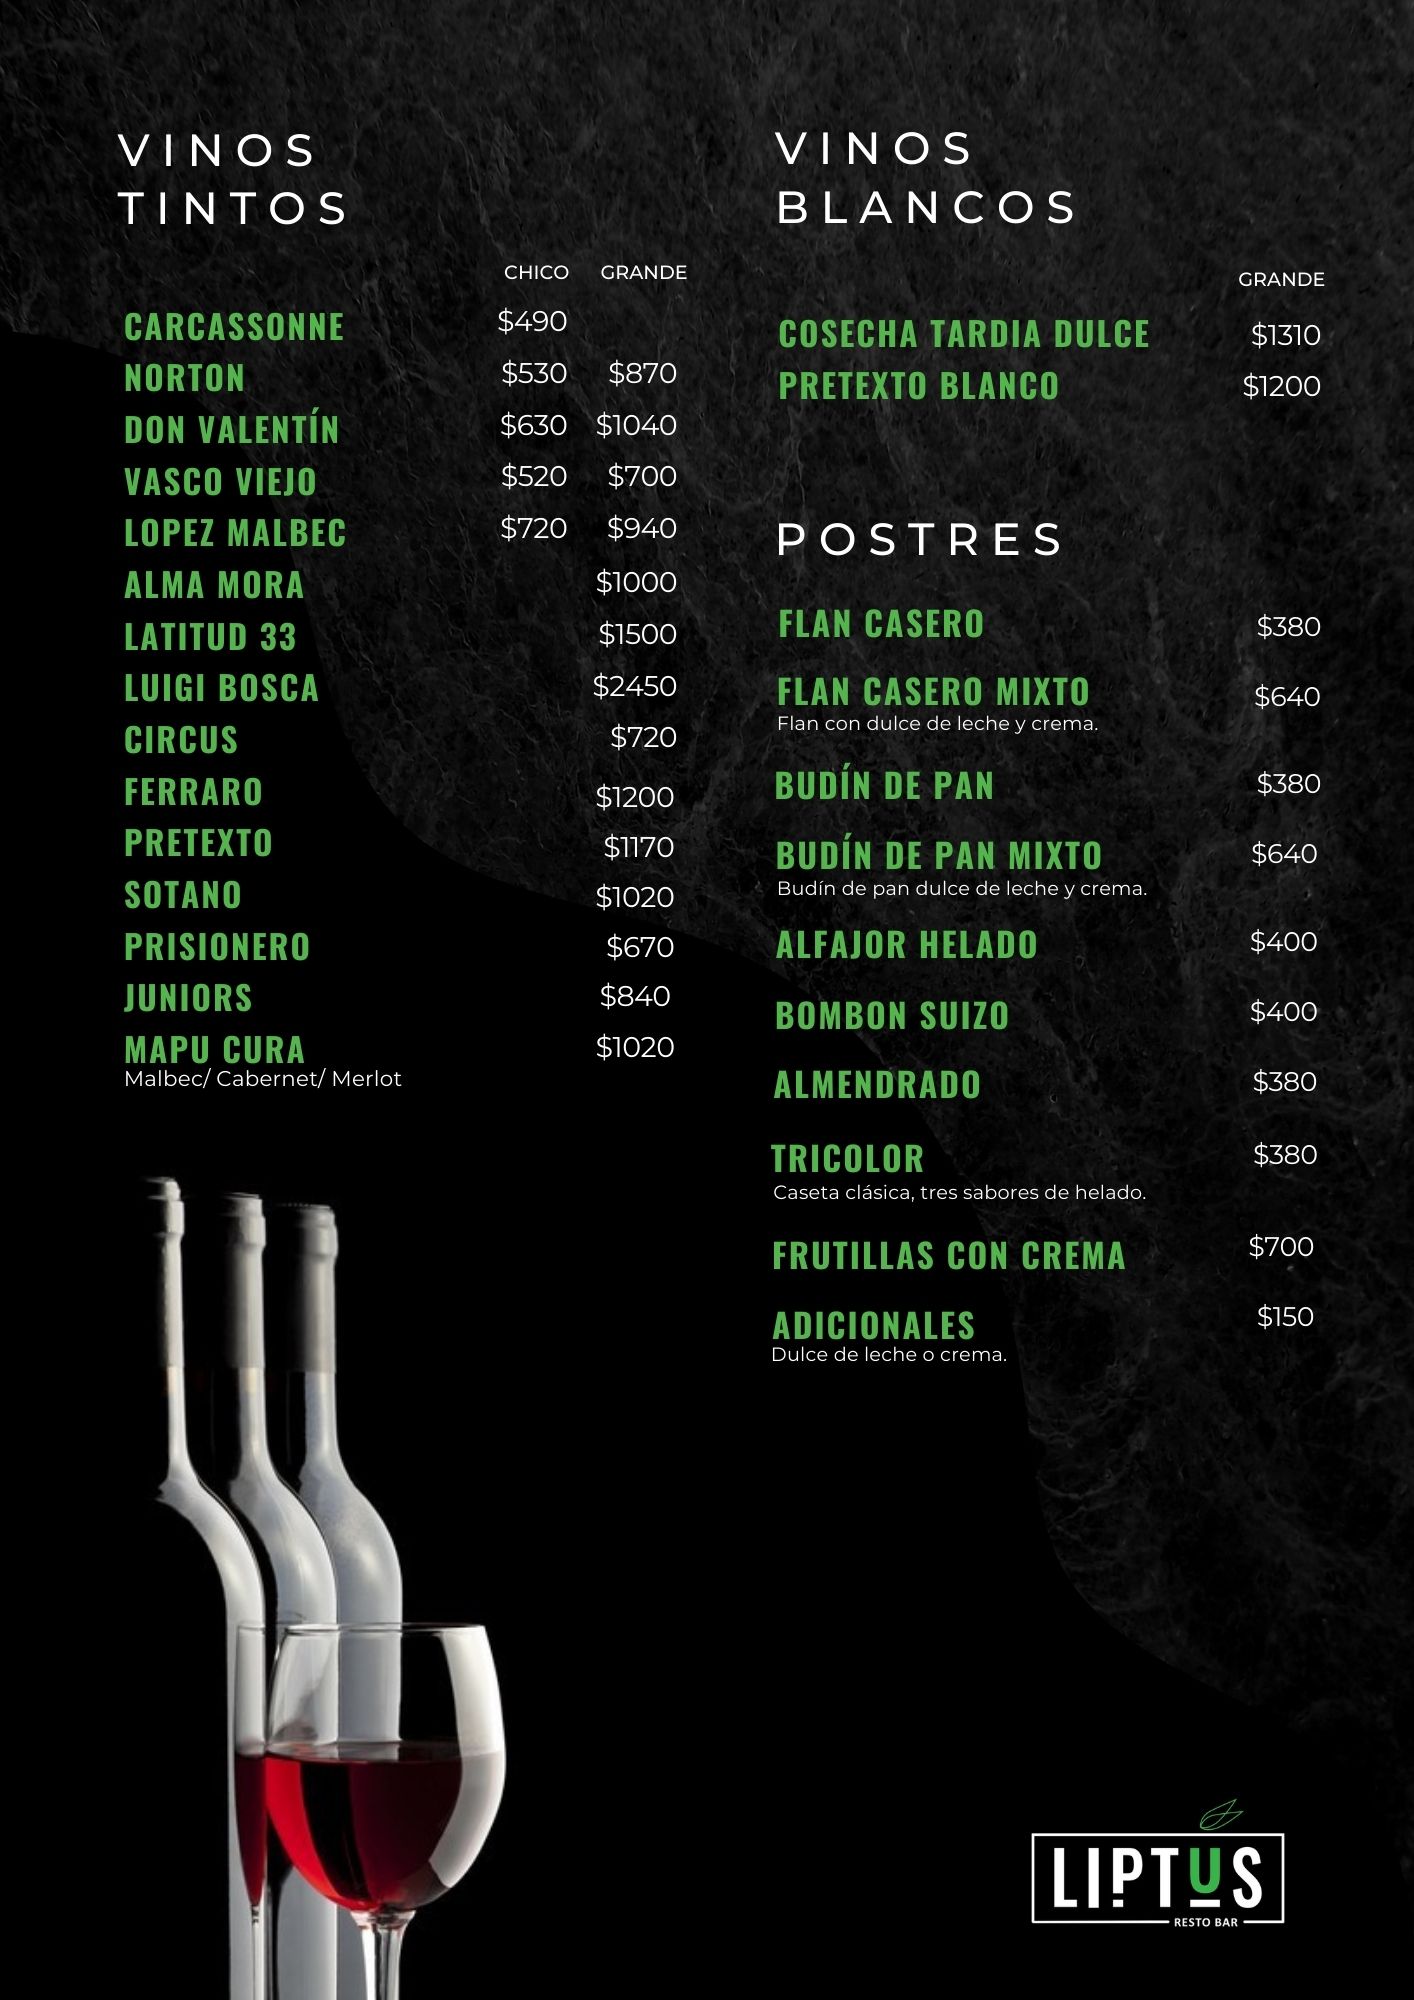 VINOS
TINTOS
CHICO GRANDE
CARCASSONNE $490
NORTON $530 $870
DON VALENTÍN $630 $1040
VASCO VIEJO $520 $700
LOPEZ MALBEC $720 $940
ALMA MORA $1000
LATITUD 33 $1500
LUIGI BOSCA $2450
CIRCUS $720
FERRARO $1200
PRETEXTO $1170
SOTANO $1020
PRISIONERO $670
JUNIORS $840
MAPU CURA $1020
Malbec/ Cabernet/ Merlot
VINOS
BLANCOS
GRANDE
COSECHA TARDIA DULCE $1310
PRETEXTO BLANCO $1200
POSTRES
FLAN CASERO $380
FLAN CASERO MIXTO $640
Flan con dulce de leche y crema.
BUDÍN DE PAN $380
BUDÍN DE PAN MIXTO $640
Budín de pan dulce de leche y crema.
ALFAJOR HELADO $400
BOMBON SUIZO $400
ALMENDRADO $380
TRICOLOR $380
Caseta clásica, tres sabores de helado.
FRUTILLAS CON CREMA $700
ADICIONALES $150
Dulce de leche o crema.
LIPTUS
RESTO BAR